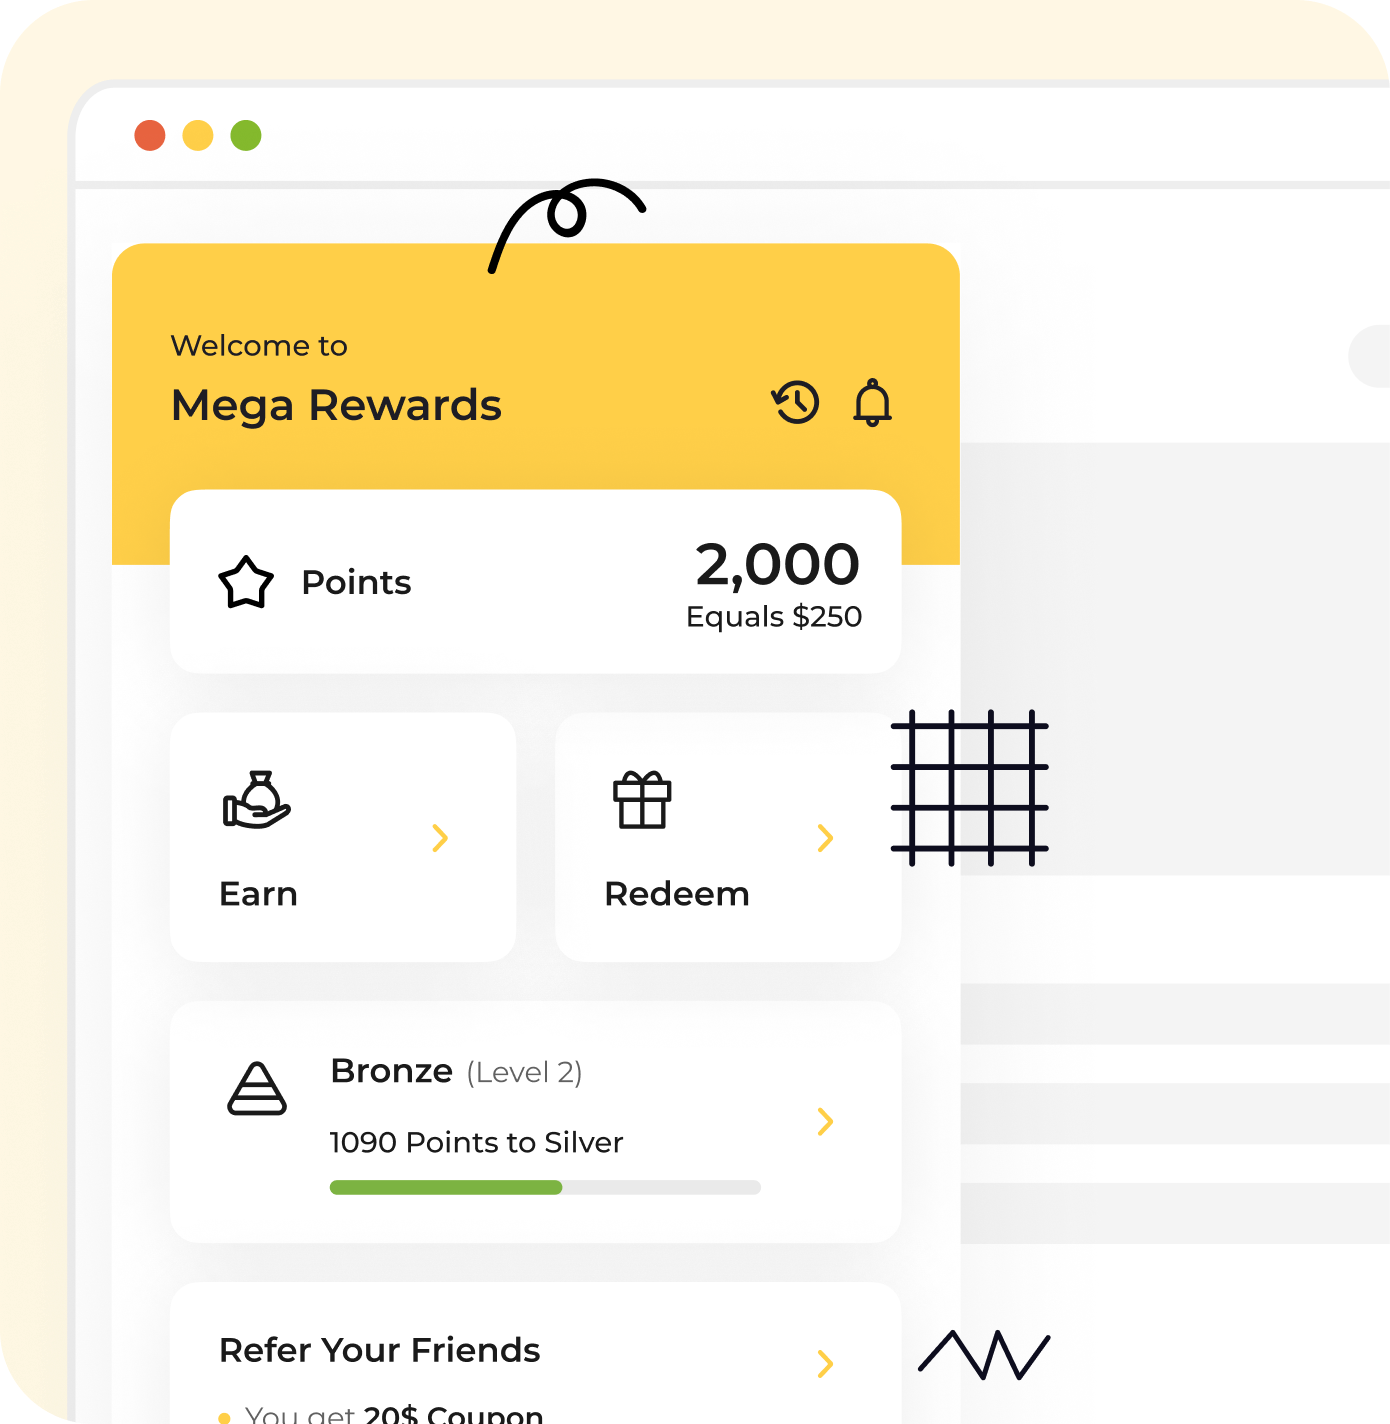 Welcome to
Mega Rewards
Points
2,000
Equals $250
Earn
Redeem
Bronze (Level 2)
1090 Points to Silver
Refer Your Friends
You get 20$ Coupon